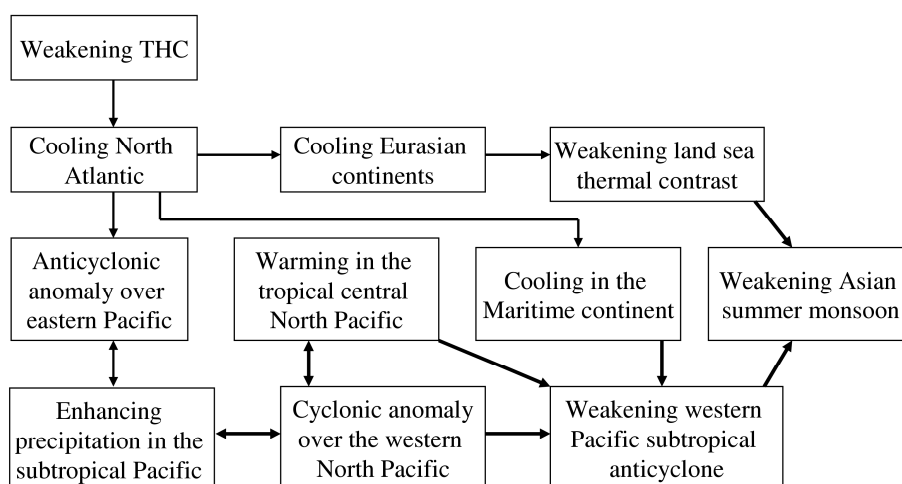 Weakening THC
Cooling North
Atlantic
Cooling Eurasian
continents
Weakening land sea
thermal contrast
Anticyclonic
anomaly over
eastern Pacific
Warming in the
tropical central
North Pacific
Cooling in the
Maritime continent
Weakening Asian
summer monsoon
Enhancing
precipitation in the
subtropical Pacific
Cyclonic anomaly
over the western
North Pacific
Weakening western
Pacific subtropical
anticyclone